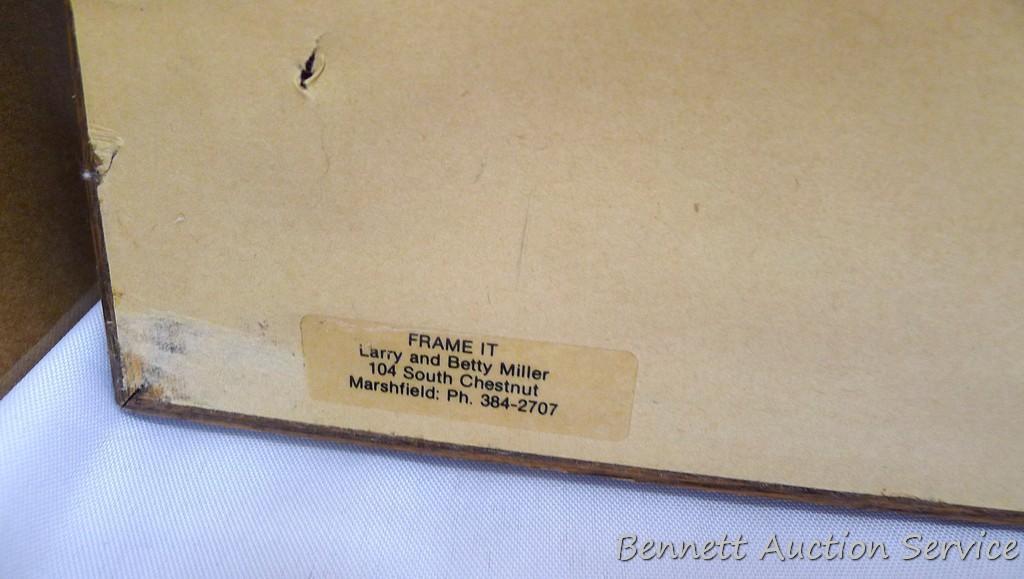 FRAME IT
Larry and Betty Miller
104 South Chestnut
Marshfield: Ph. 384-2707
Bennett Auction Service